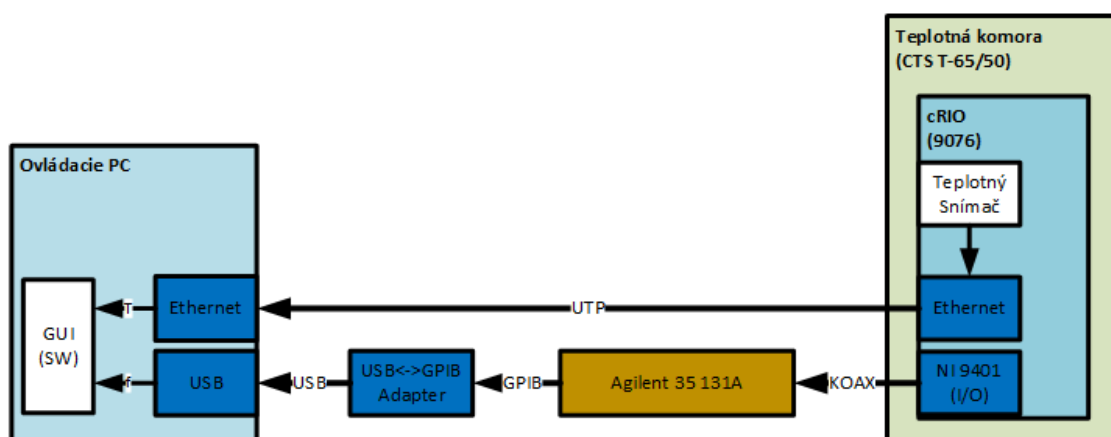 Teplotná komora
(CTS T-65/50)
cRIO
(9076)
Teplotný
Snímač
Ovládacie PC
GUI
(SW)
T
Ethernet
UTP
Ethernet
f
USB
USB
USB<->GPIB
Adapter
GPIB
Agilent 35 131A
KOAX
NI 9401
(I/O)